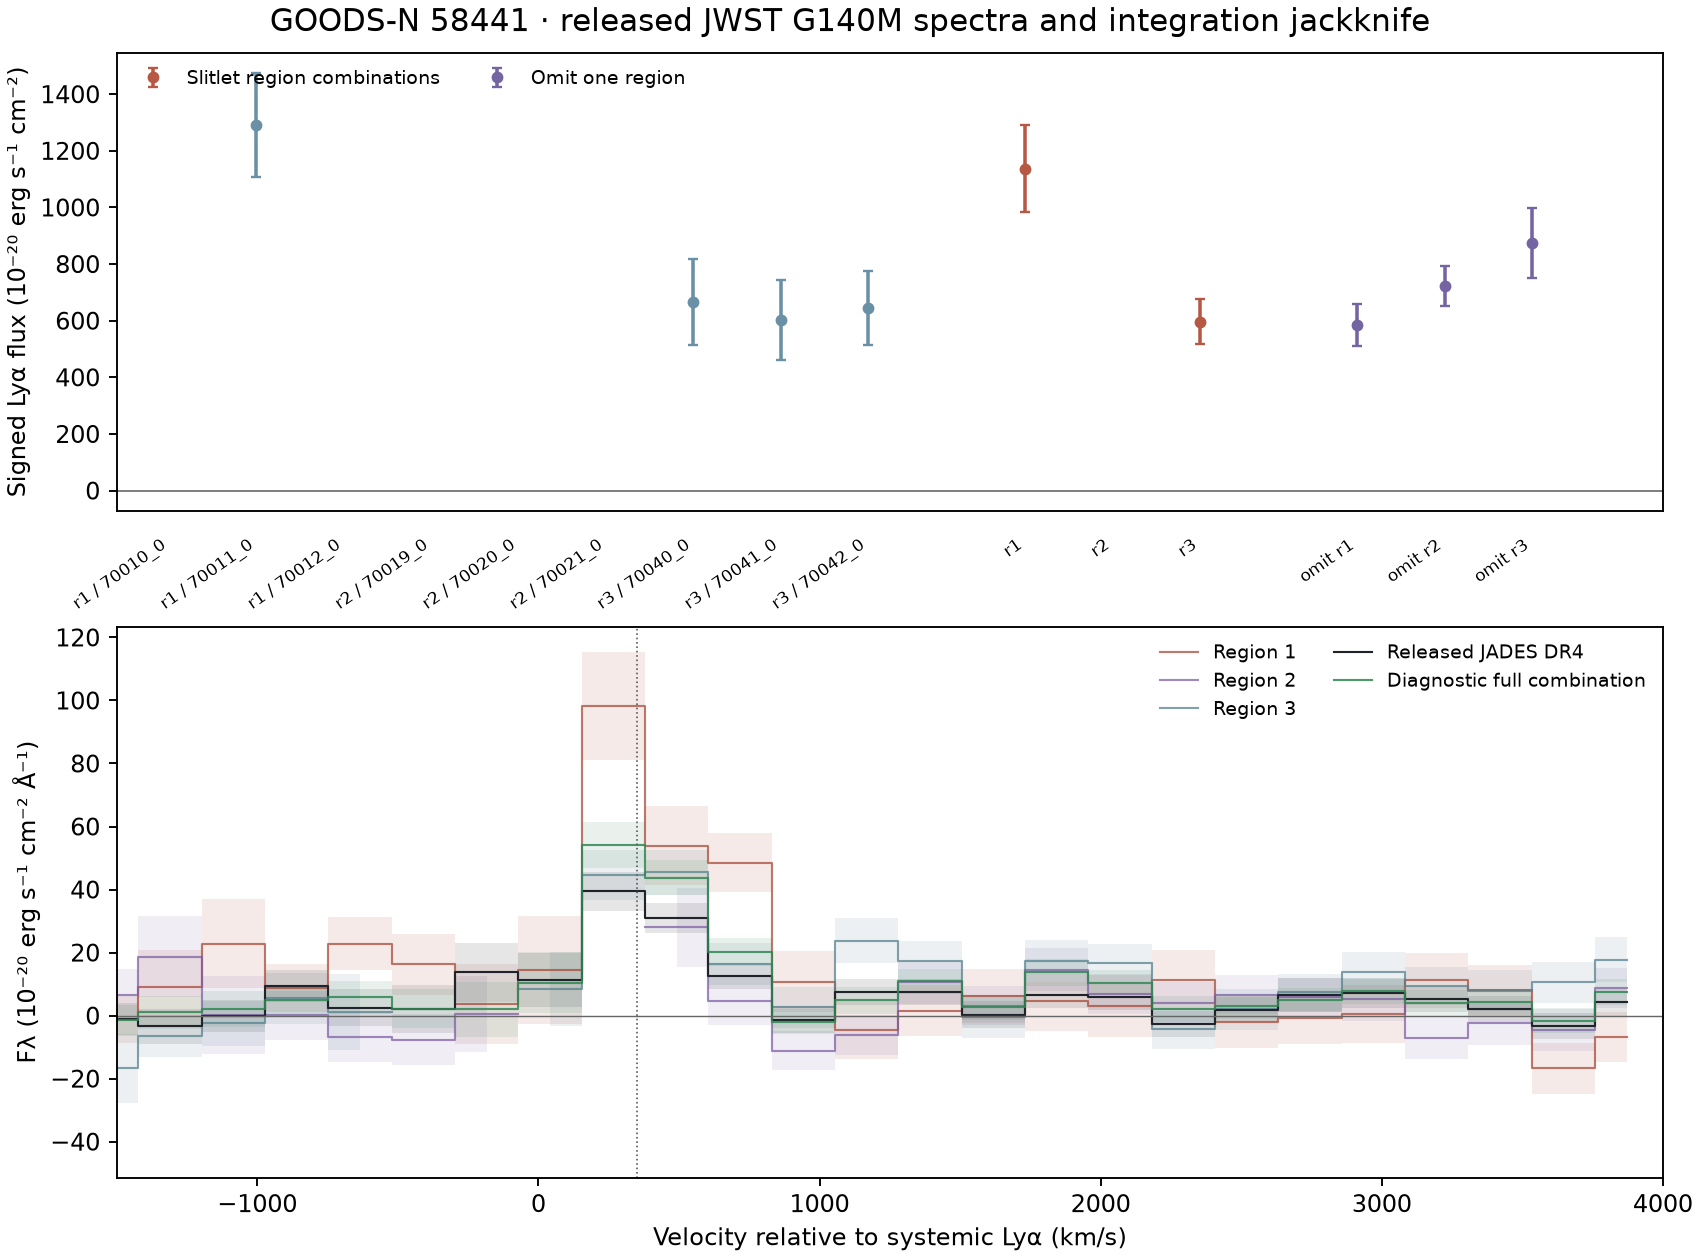 GOODS-N 58441 · released JWST G140M spectra and integration jackknife
Signed Lyα flux (10⁻²⁰ erg s⁻¹ cm⁻²)
Slitlet region combinations
Omit one region
1400
1200
1000
800
600
400
200
0
r1 / 70010_0
r1 / 70011_0
r1 / 70012_0
r2 / 70019_0
r2 / 70020_0
r2 / 70021_0
r3 / 70040_0
r3 / 70041_0
r3 / 70042_0
r1
r2
r3
omit r1
omit r2
omit r3
Fλ (10⁻²⁰ erg s⁻¹ cm⁻² Å⁻¹)
120
100
80
60
40
20
0
−20
−40
Region 1
Region 2
Region 3
Released JADES DR4
Diagnostic full combination
−1000
0
1000
2000
3000
4000
Velocity relative to systemic Lyα (km/s)